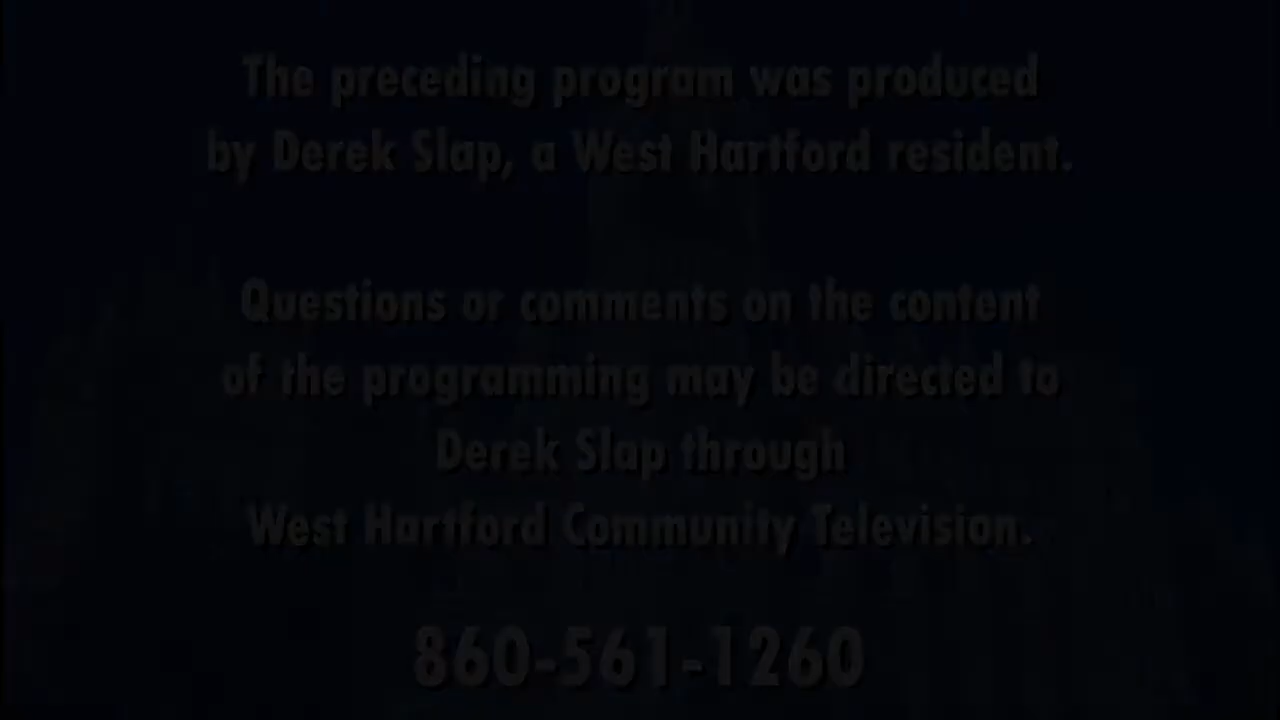 The preceding program was produced
by Derek Slap, a West Hartford resident.
Questions or comments on the content
of the programming may be directed to
Derek Slap through
West Hartford Community Television.
860-561-1260